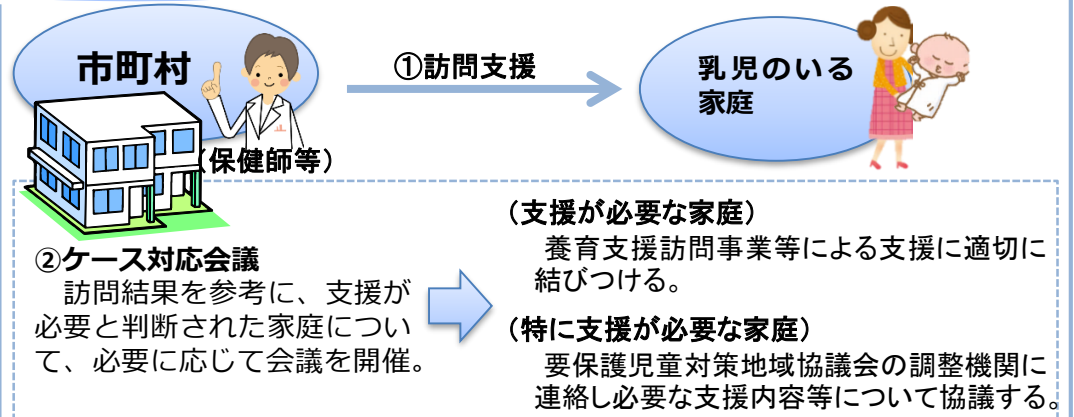 市町村
(保健師等)
①訪問支援
乳児のいる
家庭
②ケース対応会議
訪問結果を参考に、支援が
必要と判断された家庭につい
て、必要に応じて会議を開催。
(支援が必要な家庭)
養育支援訪問事業等による支援に適切に
結びつける。
(特に支援が必要な家庭)
要保護児童対策地域協議会の調整機関に
連絡し必要な支援内容等について協議する。